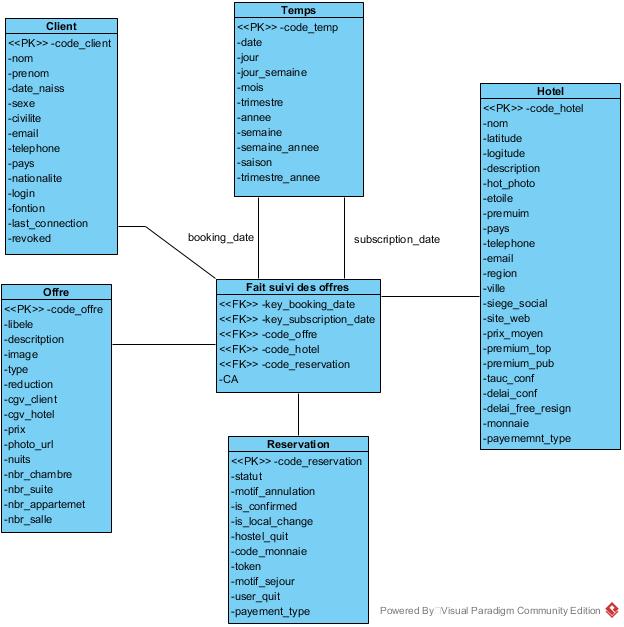 Client
<<PK>> -code_client
-nom
-prenom
-date_naiss
-sexe
-civilite
-email
-telephone
-pays
-nationalite
-login
-fontion
-last_connection
-revoked
Temps
<<PK>> -code_temp
-date
-jour
-jour_semaine
-mois
-trimestre
-annee
-semaine
-semaine_annee
-saison
-trimestre_annee
Hotel
<<PK>> -code_hotel
-nom
-latitude
-logitude
-description
-hot_photo
-etoile
-premuim
-pays
-telephone
-email
-region
-ville
-siege_social
-site_web
-prix_moyen
-premium_top
-premium_pub
-tauc_conf
-delai_conf
-delai_free_resign
-monnaie
-payememnt_type
booking_date
subscription_date
Offre
<<PK>> -code_offre
-libele
-descritption
-image
-type
-reduction
-cgv_client
-cgv_hotel
-prix
-photo_url
-nuits
-nbr_chambre
-nbr_suite
-nbr_appartemet
-nbr_salle
Fait suivi des offres
<<FK>> -key_booking_date
<<FK>> -key_subscription_date
<<FK>> -code_offre
<<FK>> -code_hotel
<<FK>> -code_reservation
-CA
Reservation
<<PK>> -code_reservation
-statut
-motif_annulation
-is_confirmed
-is_local_change
-hostel_quit
-code_monnaie
-token
-motif_sejour
-user_quit
-payement_type
Powered By Visual Paradigm Community Edition